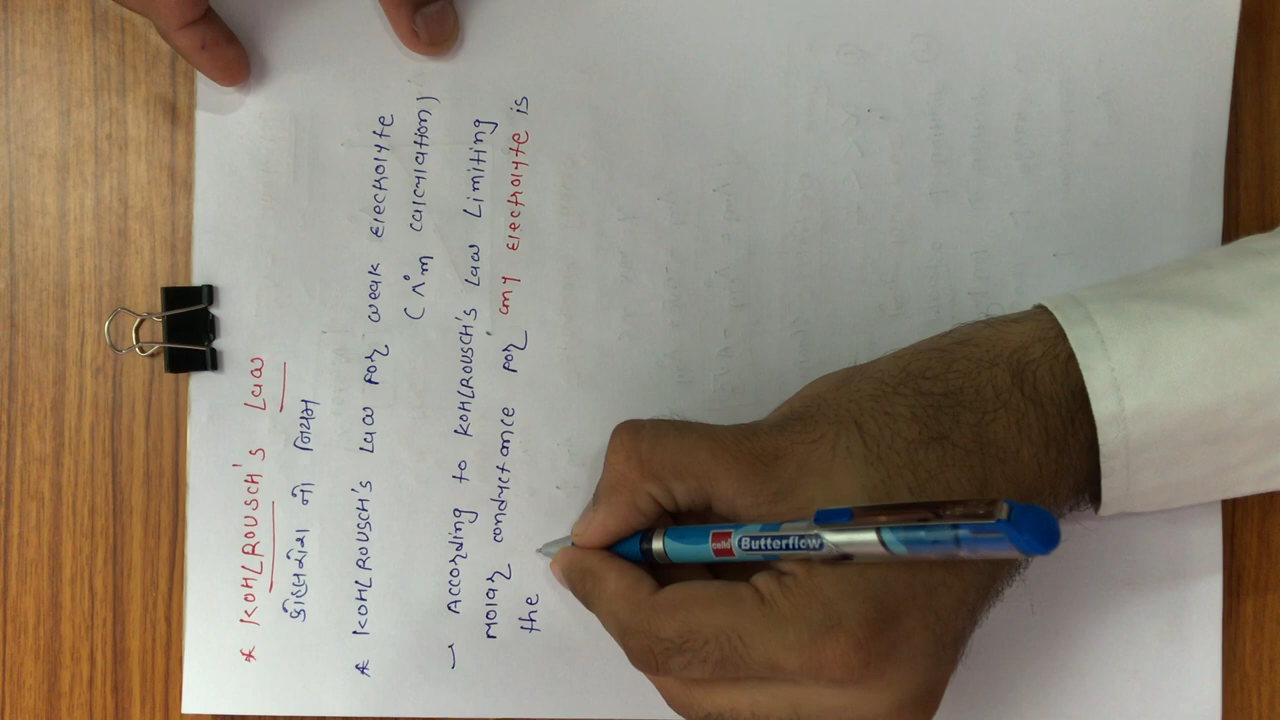 * KOHLROUSCH'S Law
કોહલરોશ નો નિયમ
* KOHLROUSCH'S Law For weak Electrolyte
(Λ°m calculation)
→ According to KOHLROUSCH'S Law Limiting
molar conductance For any Electrolyte is
the
cello Butterflow